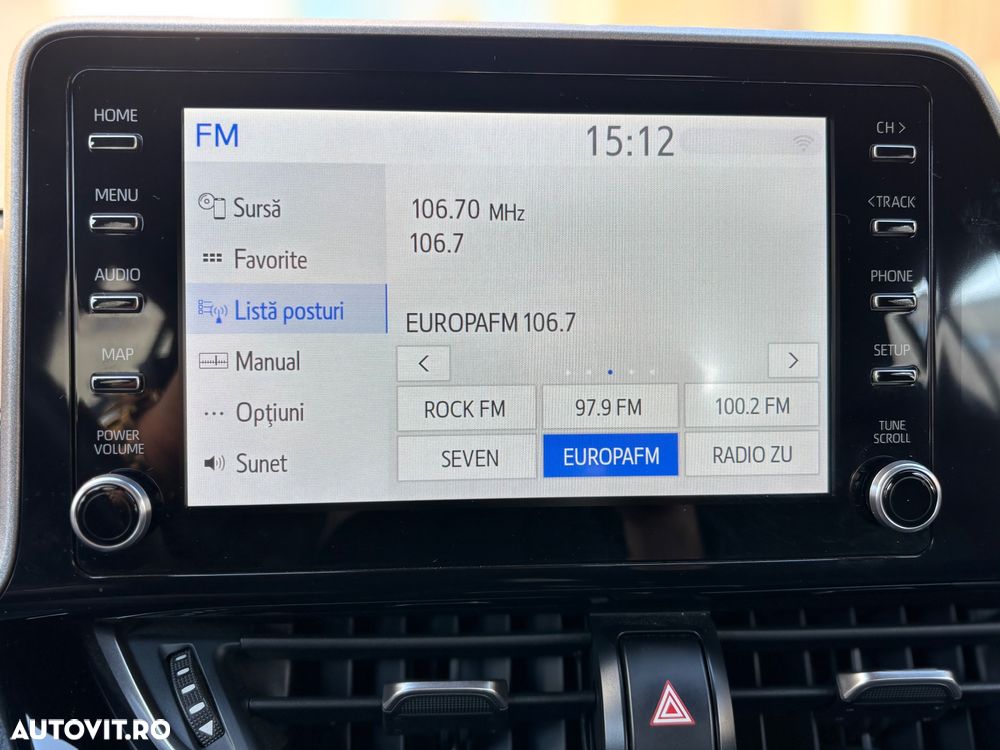 HOME
MENU
AUDIO
MAP
POWER
VOLUME
FM
15:12
Sursă
Favorite
Listă posturi
Manual
Opţiuni
Sunet
106.70 MHz
106.7
EUROPAFM 106.7
<
>
ROCK FM
97.9 FM
100.2 FM
SEVEN
EUROPAFM
RADIO ZU
CH >
< TRACK
PHONE
SETUP
TUNE
SCROLL
AUTOVIT.RO